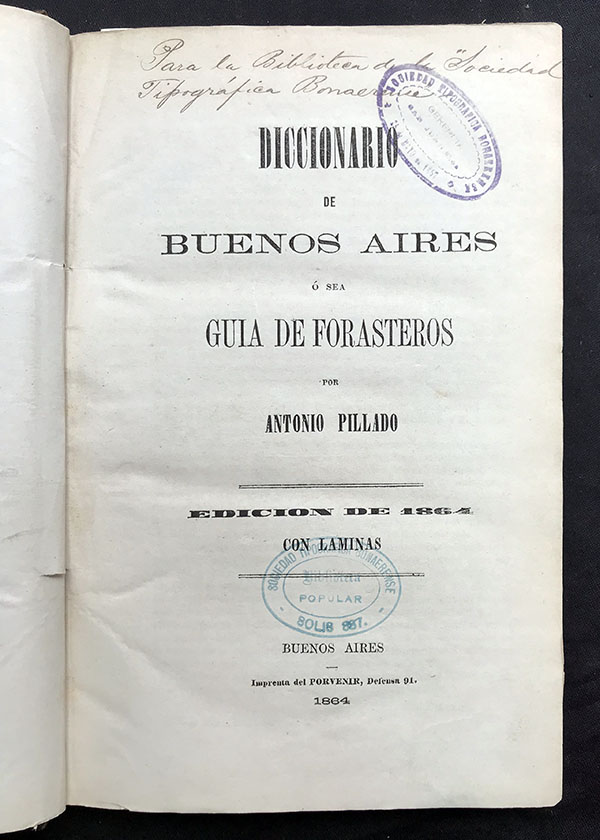 Para la Biblioteca de la "Sociedad
Tipográfica Bonaerense
SOCIEDAD TIPOGRAFICA BONAERENSE
DICCIONARIO
DE
BUENOS AIRES
Ó SEA
GUIA DE FORASTEROS
POR
ANTONIO PILLADO
EDICION DE 1864
CON LAMINAS
SOCIEDAD TIPOGRAFICA BONAERENSE
Biblioteca
POPULAR
SOLIS
BUENOS AIRES
Imprenta del PORVENIR, Defensa 91.
1864